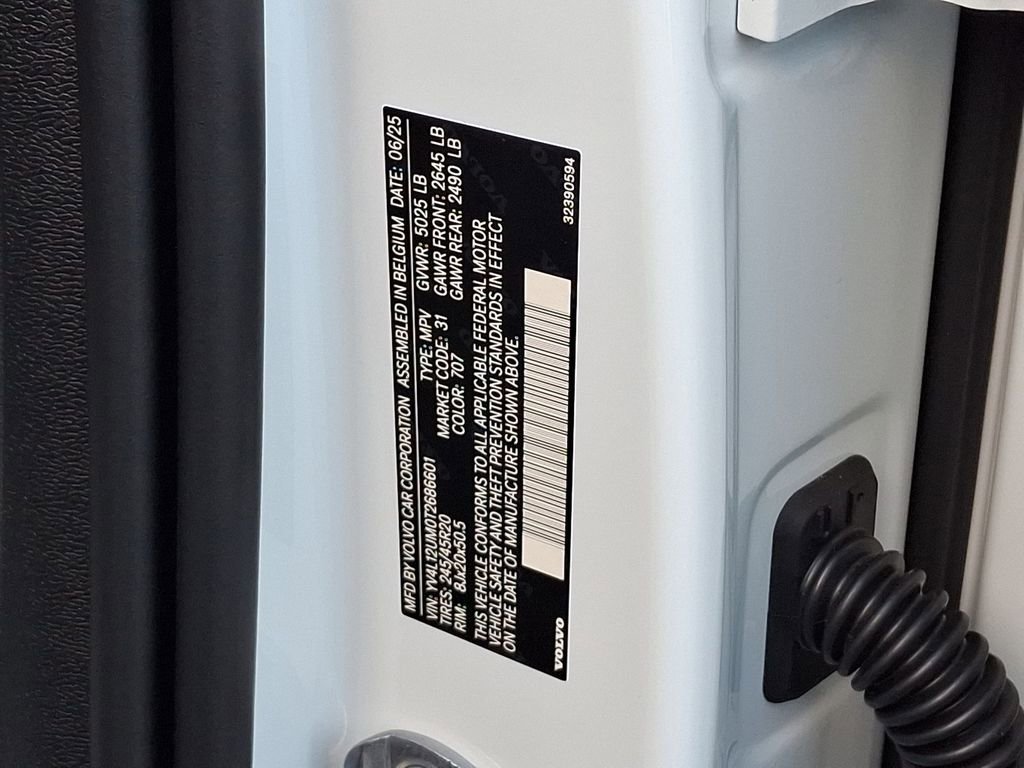 MFD BY VOLVO CAR CORPORATION ASSEMBLED IN BELGIUM DATE: 06/25
VIN: YV4L12UM0T2686601 TYPE: MPV GVWR: 5025 LB
TIRES: 245/45R20 MARKET CODE: 31 GAWR FRONT: 2645 LB
RIM: 8Jx20x50.5 COLOR: 707 GAWR REAR: 2490 LB
THIS VEHICLE CONFORMS TO ALL APPLICABLE FEDERAL MOTOR
VEHICLE SAFETY AND THEFT PREVENTION STANDARDS IN EFFECT
ON THE DATE OF MANUFACTURE SHOWN ABOVE.
VOLVO 32390594